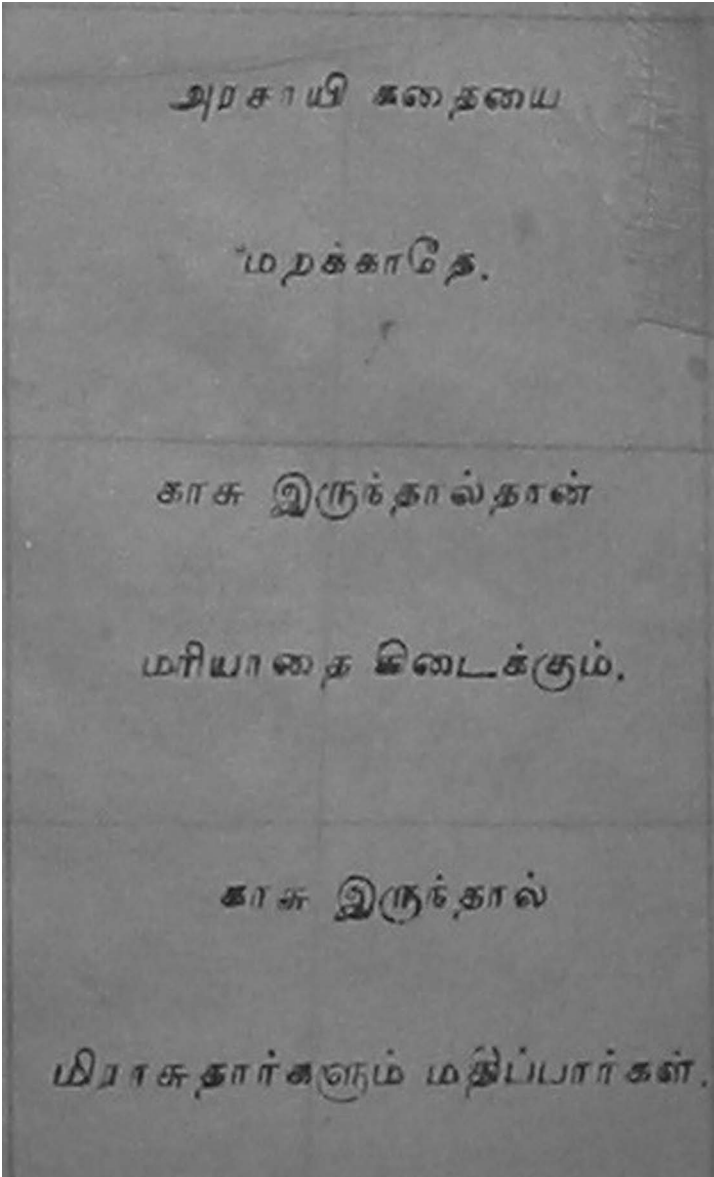 அரசாயி கதையை
மறக்காதே.
காசு இருந்தால்தான்
மரியாதை கிடைக்கும்.
காசு இருந்தால்
மிராசுதார்களும் மதிப்பார்கள்.